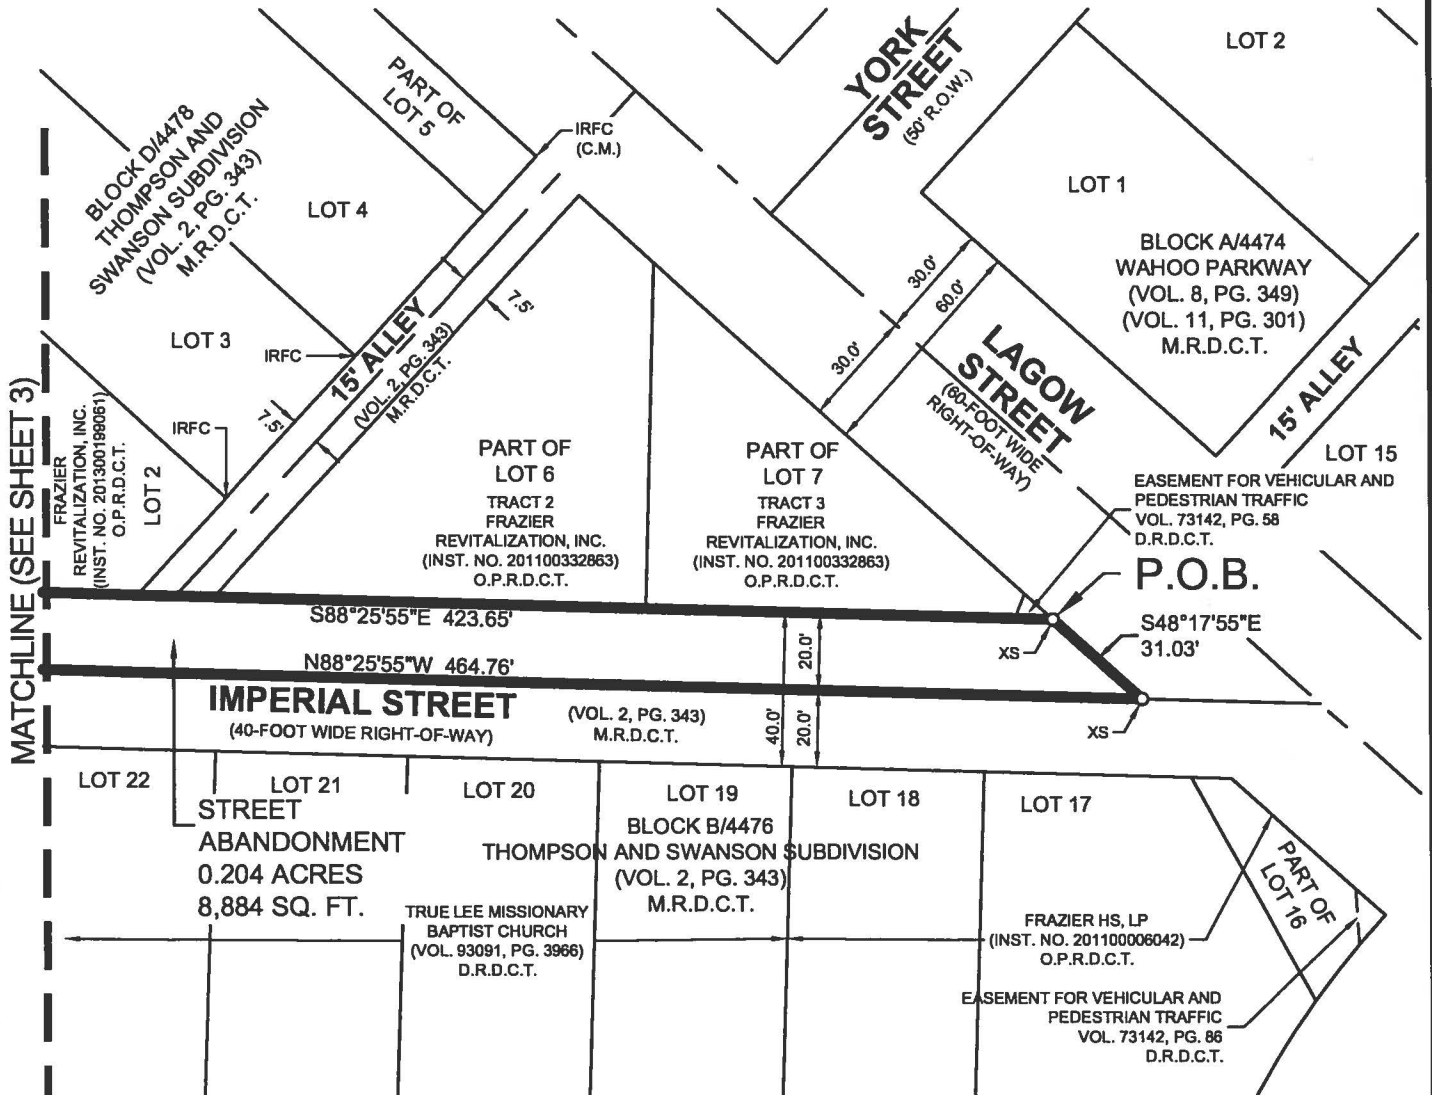 LOT 2
YORK
STREET
(50' R.O.W.)
PART OF
LOT 5
IRFC
(C.M.)
BLOCK D/4478
THOMPSON AND
SWANSON SUBDIVISION
(VOL. 2, PG. 343)
M.R.D.C.T.
LOT 4
LOT 1
BLOCK A/4474
WAHOO PARKWAY
(VOL. 8, PG. 349)
(VOL. 11, PG. 301)
M.R.D.C.T.
30.0'
60.0'
30.0'
7.5'
LOT 3
IRFC
15' ALLEY
(VOL. 2, PG. 343)
M.R.D.C.T.
LAGOW
STREET
(60-FOOT WIDE
RIGHT-OF-WAY)
15' ALLEY
LOT 15
7.5'
IRFC
MATCHLINE (SEE SHEET 3)
FRAZIER
REVITALIZATION, INC.
(INST. NO. 201300199061)
O.P.R.D.C.T.
LOT 2
PART OF
LOT 6
TRACT 2
FRAZIER
REVITALIZATION, INC.
(INST. NO. 201100332863)
O.P.R.D.C.T.
PART OF
LOT 7
TRACT 3
FRAZIER
REVITALIZATION, INC.
(INST. NO. 201100332863)
O.P.R.D.C.T.
EASEMENT FOR VEHICULAR AND
PEDESTRIAN TRAFFIC
VOL. 73142, PG. 58
D.R.D.C.T.
P.O.B.
S88°25'55"E 423.65'
S48°17'55"E
31.03'
XS
20.0'
N88°25'55"W 464.76'
IMPERIAL STREET
(40-FOOT WIDE RIGHT-OF-WAY)
(VOL. 2, PG. 343)
M.R.D.C.T.
40.0'
20.0'
XS
LOT 22
LOT 21
LOT 20
LOT 19
LOT 18
LOT 17
STREET
ABANDONMENT
0.204 ACRES
8,884 SQ. FT.
BLOCK B/4476
THOMPSON AND SWANSON SUBDIVISION
(VOL. 2, PG. 343)
M.R.D.C.T.
PART OF
LOT 16
TRUE LEE MISSIONARY
BAPTIST CHURCH
(VOL. 93091, PG. 3966)
D.R.D.C.T.
FRAZIER HS, LP
(INST. NO. 201100006042)
O.P.R.D.C.T.
EASEMENT FOR VEHICULAR AND
PEDESTRIAN TRAFFIC
VOL. 73142, PG. 86
D.R.D.C.T.